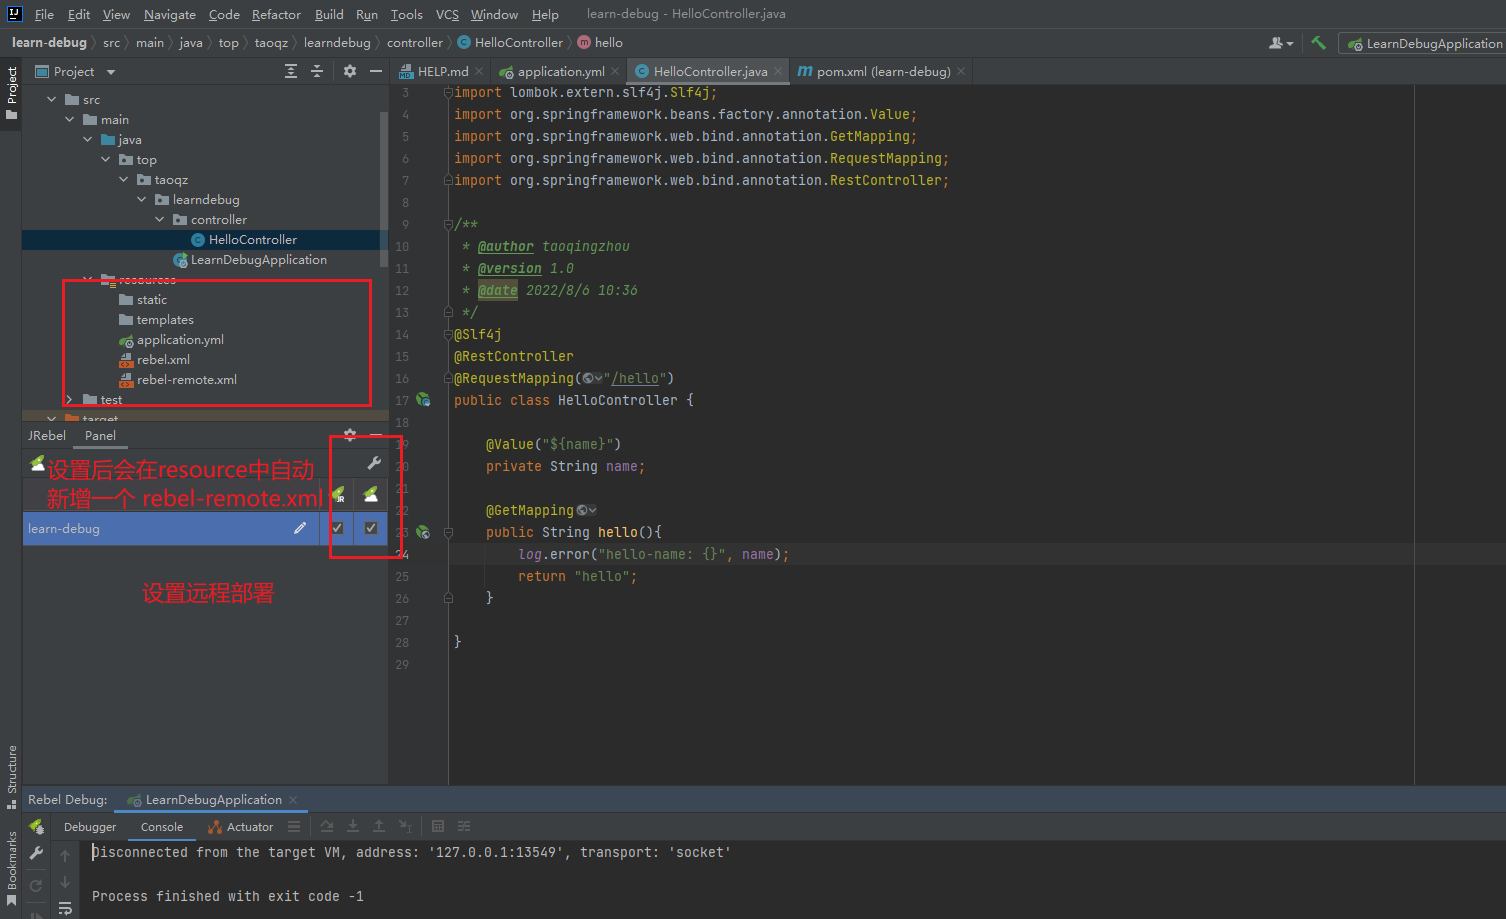 File Edit View Navigate Code Refactor Build Run Tools VCS Window Help learn-debug - HelloController.java
learn-debug src main java top taoqz learndebug controller HelloController m hello LearnDebugApplication
Project
HELP.md application.yml HelloController.java m pom.xml (learn-debug)
Project
src
main
java
top
taoqz
learndebug
controller
HelloController
LearnDebugApplication
resources
static
templates
application.yml
rebel.xml
rebel-remote.xml
test
target
JRebel Panel
设置后会在resource中自动
新增一个 rebel-remote.xml
JR
learn-debug
设置远程部署
3 import lombok.extern.slf4j.Slf4j;
4 import org.springframework.beans.factory.annotation.Value;
5 import org.springframework.web.bind.annotation.GetMapping;
6 import org.springframework.web.bind.annotation.RequestMapping;
7 import org.springframework.web.bind.annotation.RestController;
8
9 /**
10 * @author taoqingzhou
11 * @version 1.0
12 * @date 2022/8/6 10:36
13 */
14 @Slf4j
15 @RestController
16 @RequestMapping("/hello")
17 public class HelloController {
18
19 @Value("${name}")
20 private String name;
21
22 @GetMapping
23 public String hello(){
24 log.error("hello-name: {}", name);
25 return "hello";
26 }
27
28 }
29
Structure
Bookmarks
Rebel Debug: LearnDebugApplication
Debugger Console Actuator
Disconnected from the target VM, address: '127.0.0.1:13549', transport: 'socket'
Process finished with exit code -1